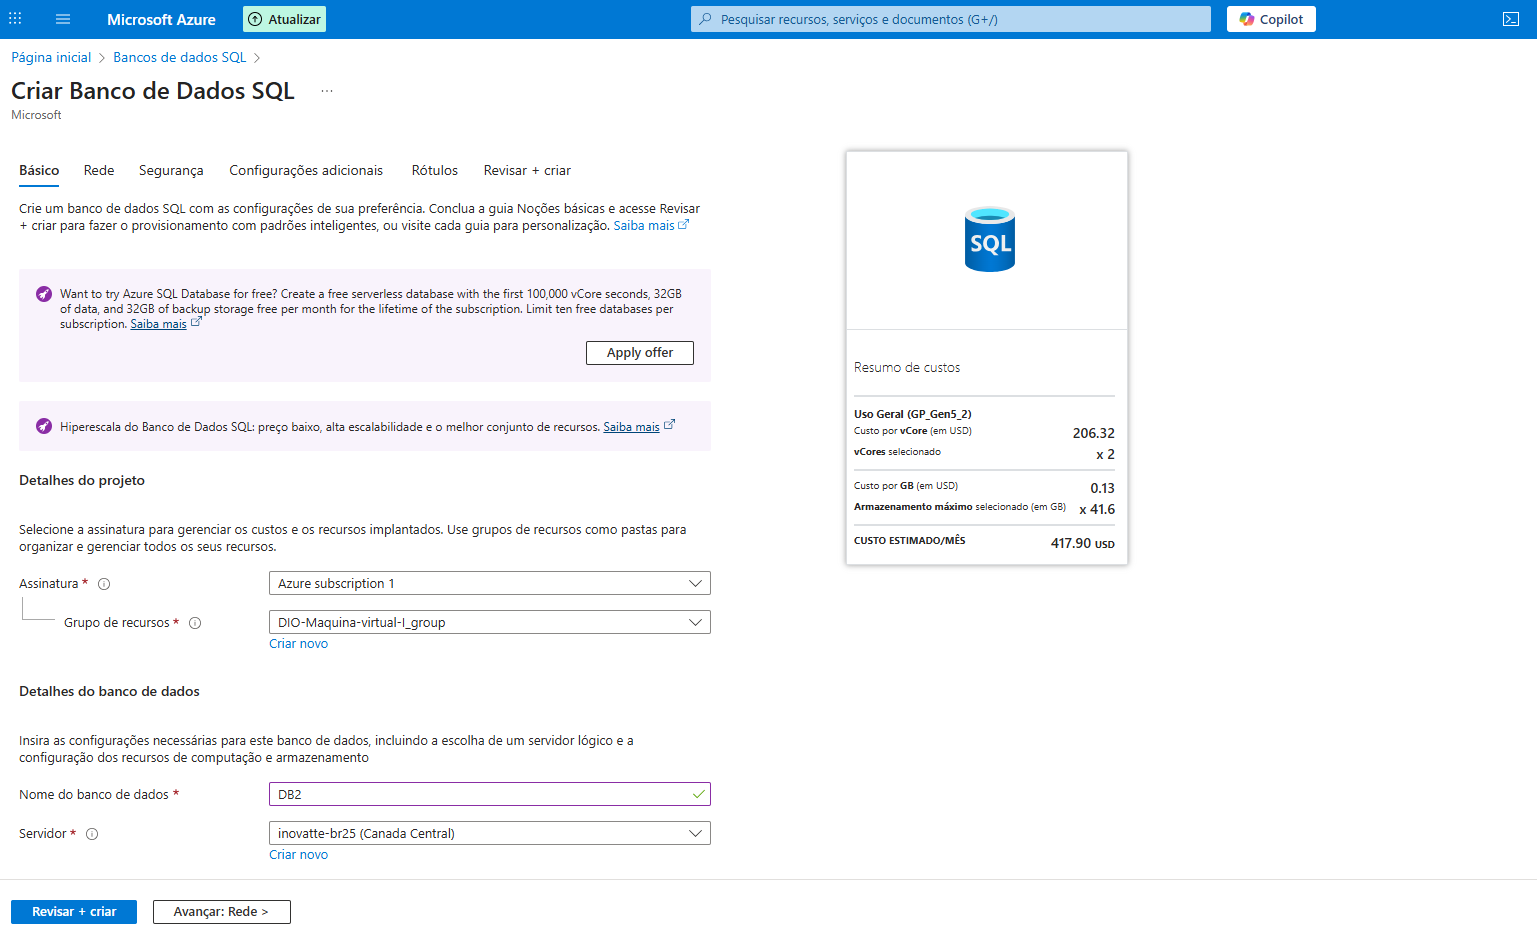 Microsoft Azure
Atualizar
Pesquisar recursos, serviços e documentos (G+/)
Copilot
Página inicial
Bancos de dados SQL
Criar Banco de Dados SQL
...
Microsoft
Básico
Rede
Segurança
Configurações adicionais
Rótulos
Revisar + criar
Crie um banco de dados SQL com as configurações de sua preferência. Conclua a guia Noções básicas e acesse Revisar
+ criar para fazer o provisionamento com padrões inteligentes, ou visite cada guia para personalização. Saiba mais
Want to try Azure SQL Database for free? Create a free serverless database with the first 100,000 vCore seconds, 32GB
of data, and 32GB of backup storage free per month for the lifetime of the subscription. Limit ten free databases per
subscription. Saiba mais
Apply offer
Hiperescala do Banco de Dados SQL: preço baixo, alta escalabilidade e o melhor conjunto de recursos. Saiba mais
Detalhes do projeto
Selecione a assinatura para gerenciar os custos e os recursos implantados. Use grupos de recursos como pastas para
organizar e gerenciar todos os seus recursos.
Assinatura *
Azure subscription 1
Grupo de recursos *
DIO-Maquina-virtual-I_group
Criar novo
Detalhes do banco de dados
Insira as configurações necessárias para este banco de dados, incluindo a escolha de um servidor lógico e a
configuração dos recursos de computação e armazenamento
Nome do banco de dados *
DB2
Servidor *
inovatte-br25 (Canada Central)
Criar novo
Revisar + criar
Avançar: Rede >
SQL
Resumo de custos
Uso Geral (GP_Gen5_2)
Custo por vCore (em USD)
206.32
vCores selecionado
x 2
Custo por GB (em USD)
0.13
Armazenamento máximo selecionado (em GB)
x 41.6
CUSTO ESTIMADO/MÊS
417.90 USD